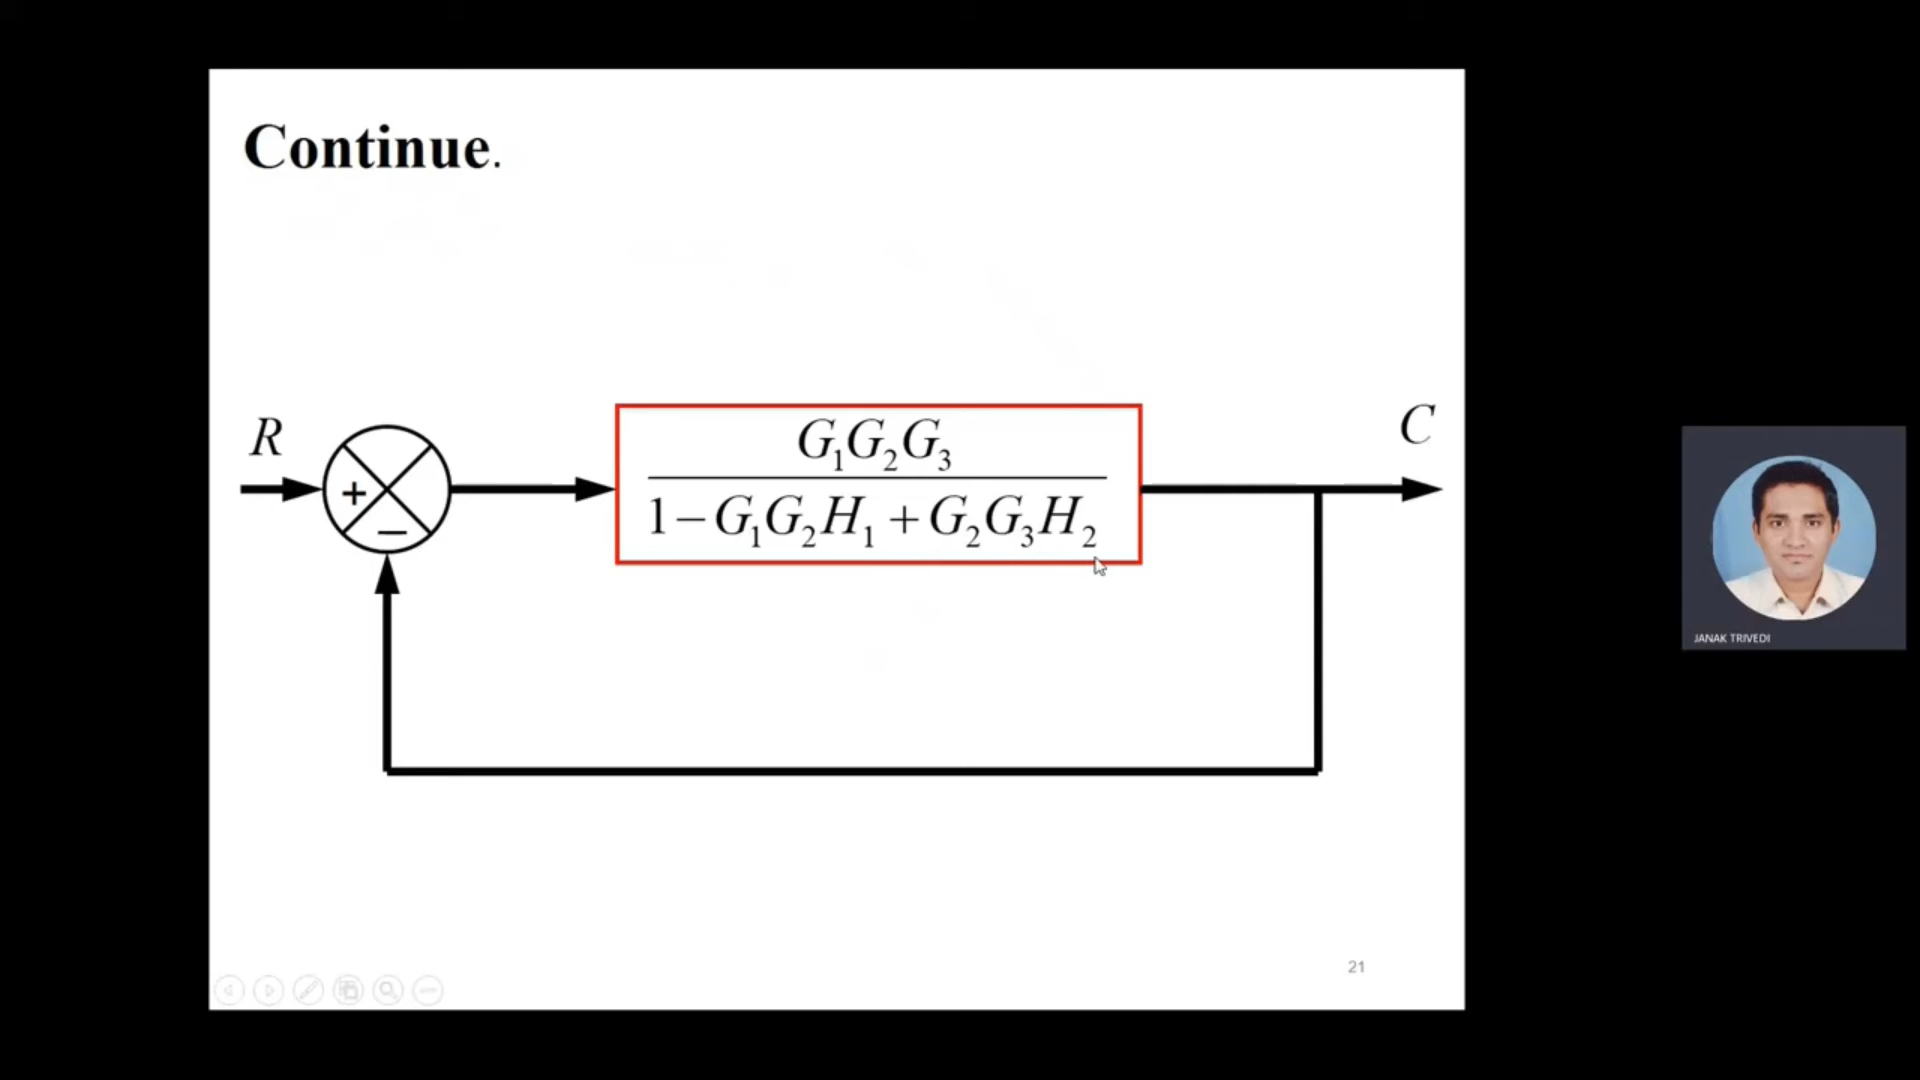 Continue.
R
C
G₁G₂G₃
1−G₁G₂H₁+G₂G₃H₂
+
−
JANAK TRIVEDI
21